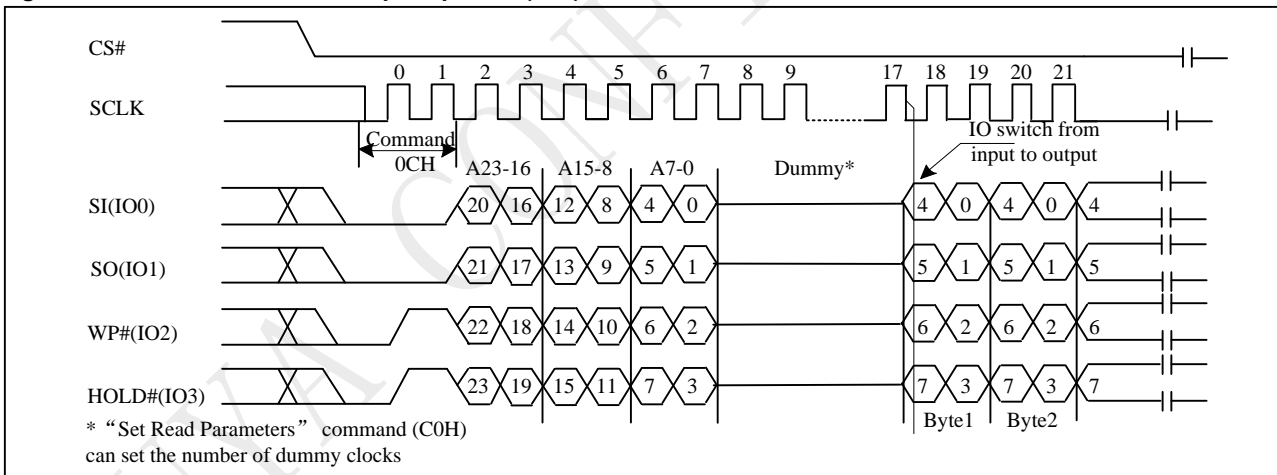 CS#
0 1 2 3 4 5 6 7 8 9 17 18 19 20 21
SCLK
Command
0CH
IO switch from
input to output
A23-16 A15-8 A7-0 Dummy*
SI(IO0) 20 16 12 8 4 0 4 0 4 0 4
SO(IO1) 21 17 13 9 5 1 5 1 5 1 5
WP#(IO2) 22 18 14 10 6 2 6 2 6 2 6
HOLD#(IO3) 23 19 15 11 7 3 7 3 7 3 7
Byte1 Byte2
* “Set Read Parameters” command (C0H)
can set the number of dummy clocks